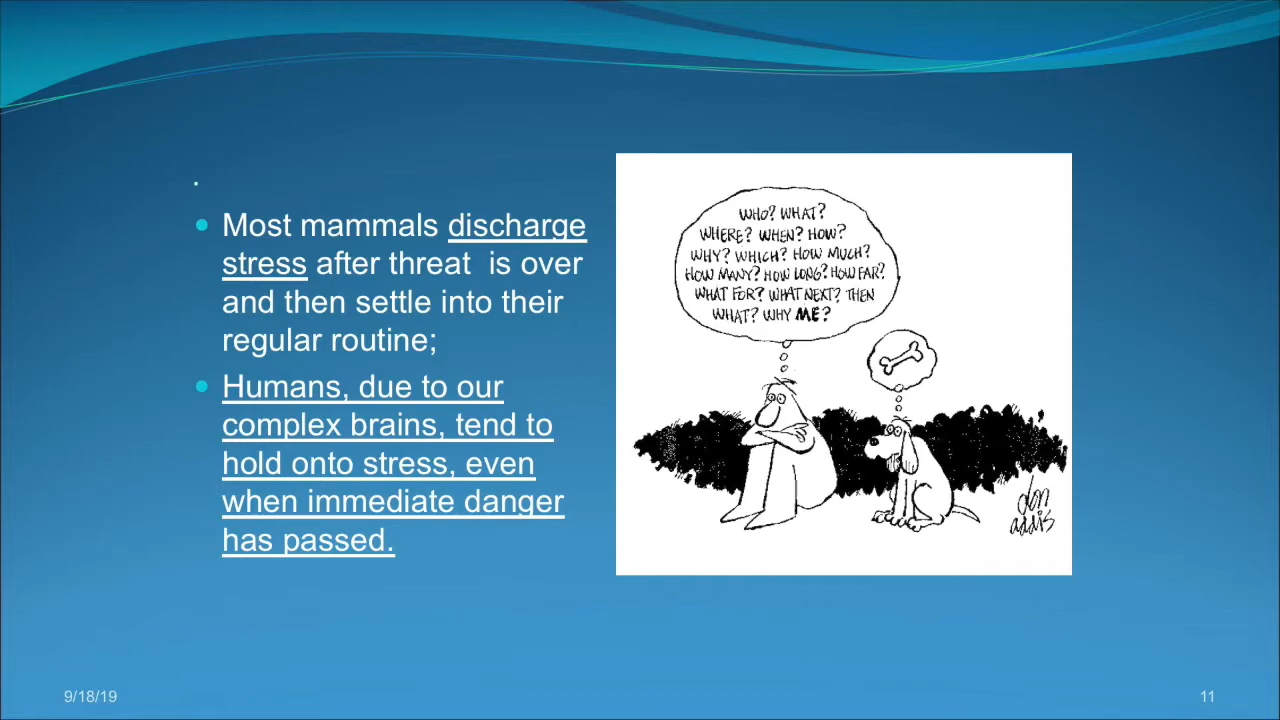 .
• Most mammals discharge
stress after threat  is over
and then settle into their
regular routine;
• Humans, due to our
complex brains, tend to
hold onto stress, even
when immediate danger
has passed.
WHO? WHAT?
WHERE? WHEN? HOW?
WHY? WHICH? HOW MUCH?
HOW MANY? HOW LONG? HOW FAR?
WHAT FOR? WHAT NEXT? THEN
WHAT? WHY ME?
don
addis
9/18/19
11